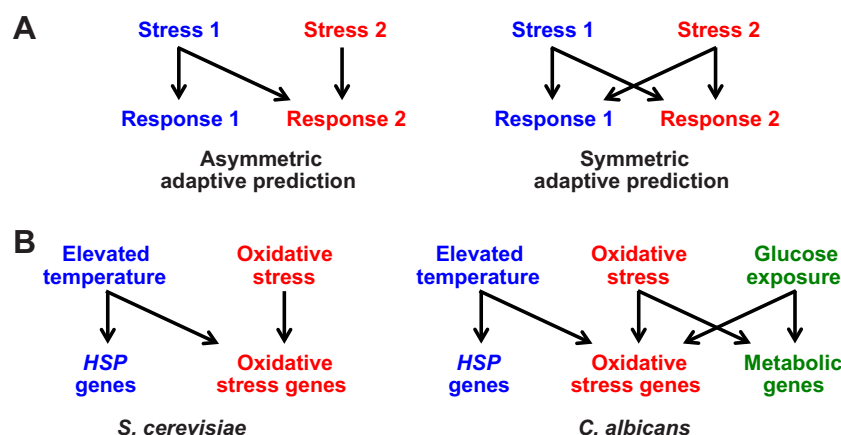 A
Stress 1 Stress 2 Stress 1 Stress 2
Response 1 Response 2 Response 1 Response 2
Asymmetric Symmetric
adaptive prediction adaptive prediction
B
Elevated Oxidative Elevated Oxidative Glucose
temperature stress temperature stress exposure
HSP Oxidative HSP Oxidative Metabolic
genes stress genes genes stress genes genes
S. cerevisiae C. albicans